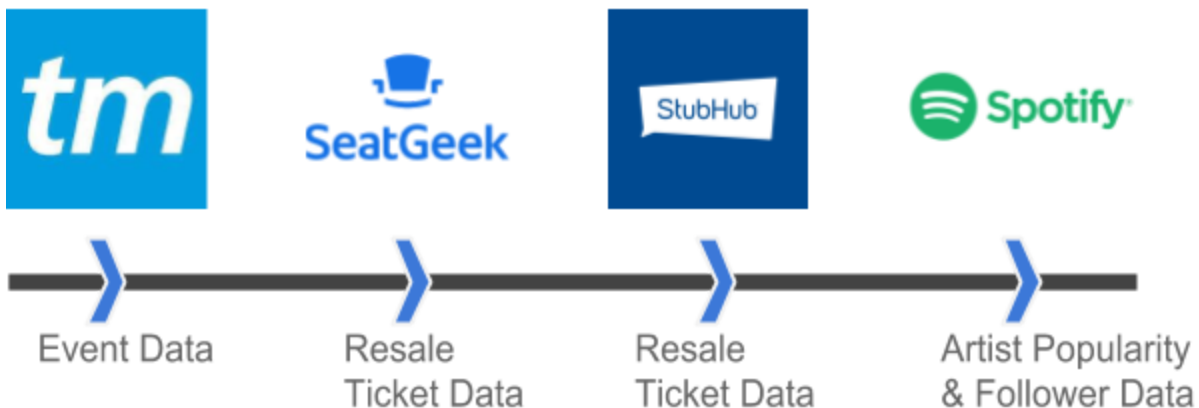 tm
SeatGeek
StubHub
Spotify
Event Data
Resale
Ticket Data
Resale
Ticket Data
Artist Popularity
& Follower Data